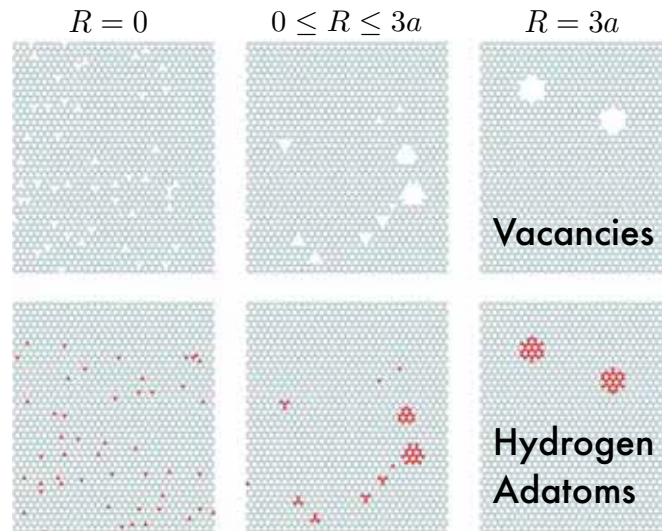 R = 0
0 ≤ R ≤ 3a
R = 3a
Vacancies
Hydrogen
Adatoms